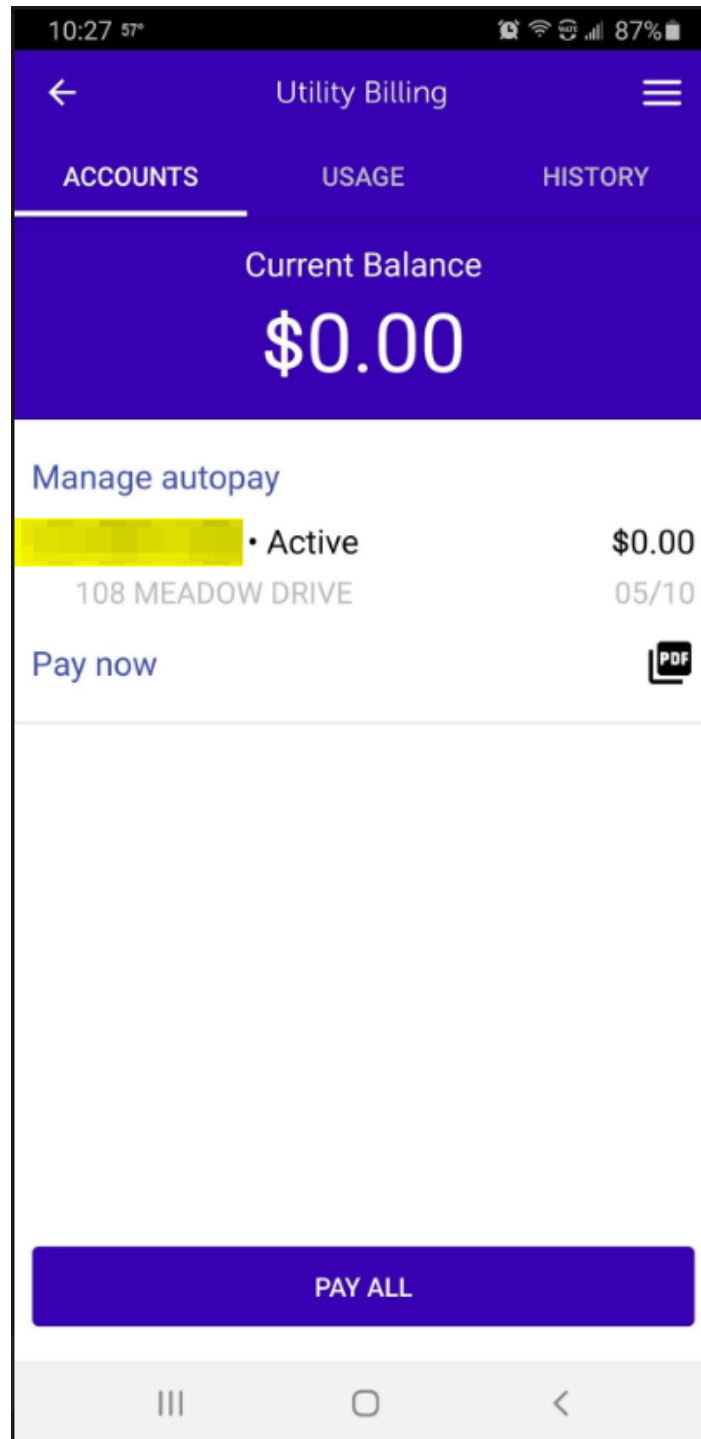 10:27 57° 87%
Utility Billing
ACCOUNTS USAGE HISTORY
Current Balance
$0.00
Manage autopay
• Active $0.00
108 MEADOW DRIVE 05/10
Pay now PDF
PAY ALL